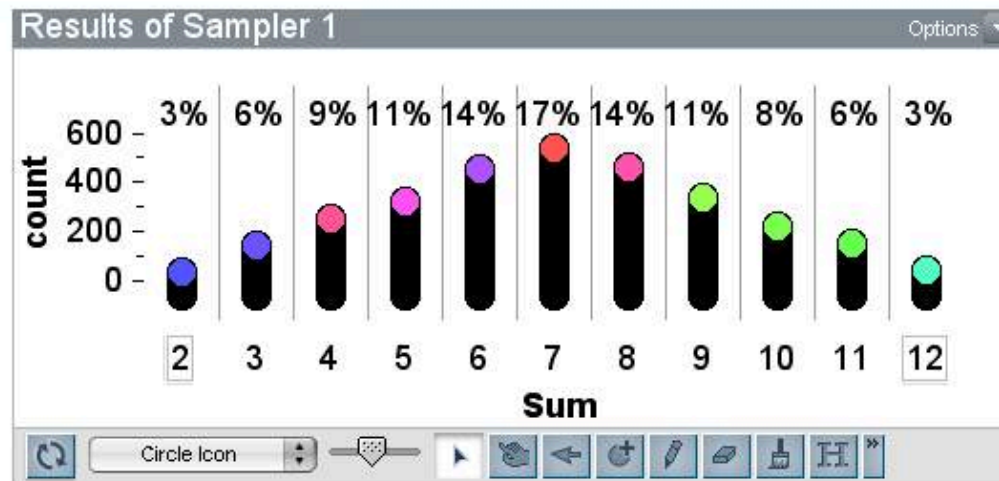 Results of Sampler 1 Options
3% 6% 9% 11% 14% 17% 14% 11% 8% 6% 3%
600
400
200
0
count
2 3 4 5 6 7 8 9 10 11 12
Sum
Circle Icon